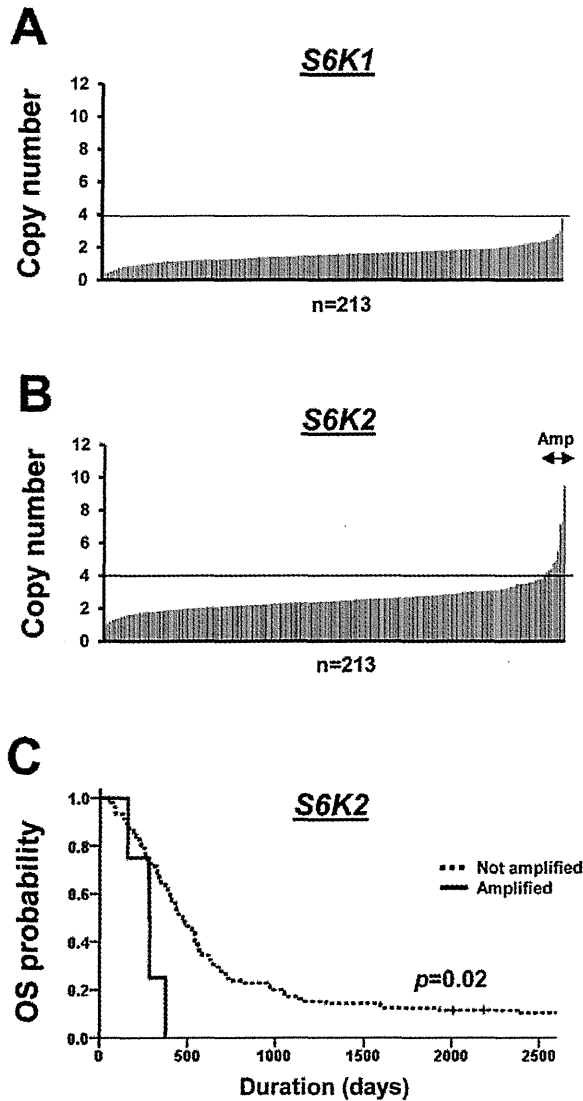 A
S6K1
Copy number
12
10
8
6
4
2
0
n=213
B
S6K2
Amp
Copy number
12
10
8
6
4
2
0
n=213
C
S6K2
OS probability
1.0
0.8
0.6
0.4
0.2
0.0
Not amplified
Amplified
p=0.02
0 500 1000 1500 2000 2500
Duration (days)